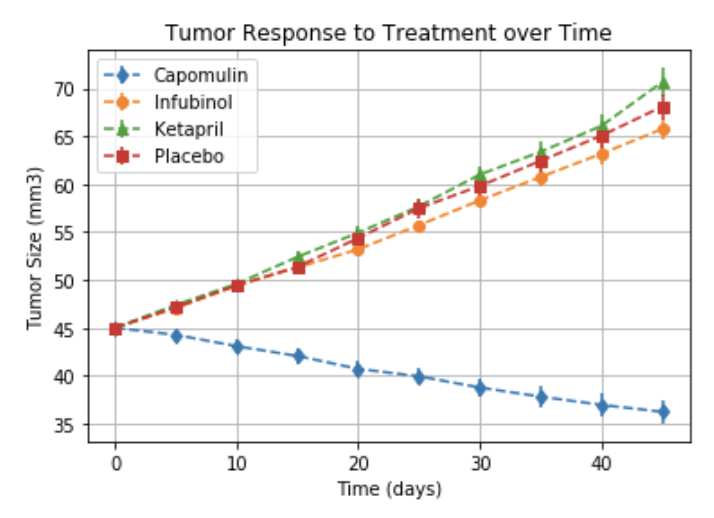 Tumor Response to Treatment over Time
Capomulin
Infubinol
Ketapril
Placebo
Tumor Size (mm3)
70
65
60
55
50
45
40
35
0 10 20 30 40
Time (days)